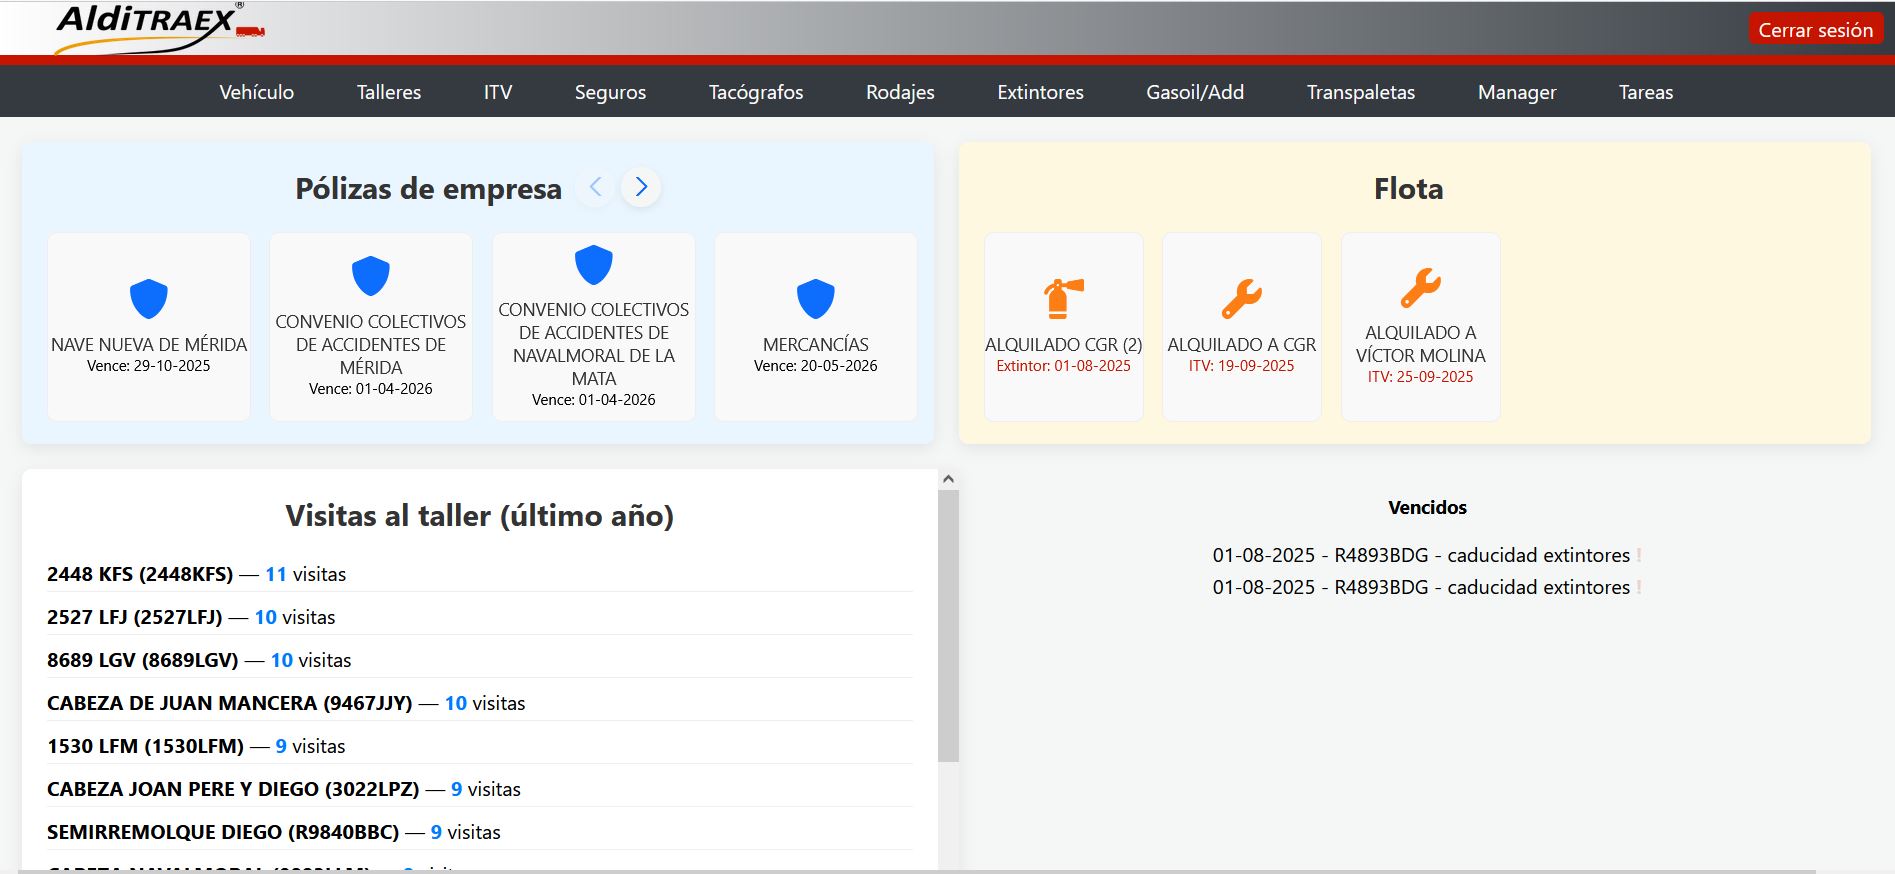 AldiTRAEX®
Cerrar sesión
Vehículo Talleres ITV Seguros Tacógrafos Rodajes Extintores Gasoil/Add Transpaletas Manager Tareas
Pólizas de empresa
NAVE NUEVA DE MÉRIDA
Vence: 29-10-2025
CONVENIO COLECTIVOS
DE ACCIDENTES DE
MÉRIDA
Vence: 01-04-2026
CONVENIO COLECTIVOS
DE ACCIDENTES DE
NAVALMORAL DE LA
MATA
Vence: 01-04-2026
MERCANCÍAS
Vence: 20-05-2026
Flota
ALQUILADO CGR (2)
Extintor: 01-08-2025
ALQUILADO A CGR
ITV: 19-09-2025
ALQUILADO A
VÍCTOR MOLINA
ITV: 25-09-2025
Visitas al taller (último año)
2448 KFS (2448KFS) — 11 visitas
2527 LFJ (2527LFJ) — 10 visitas
8689 LGV (8689LGV) — 10 visitas
CABEZA DE JUAN MANCERA (9467JJY) — 10 visitas
1530 LFM (1530LFM) — 9 visitas
CABEZA JOAN PERE Y DIEGO (3022LPZ) — 9 visitas
SEMIRREMOLQUE DIEGO (R9840BBC) — 9 visitas
Vencidos
01-08-2025 - R4893BDG - caducidad extintores !
01-08-2025 - R4893BDG - caducidad extintores !